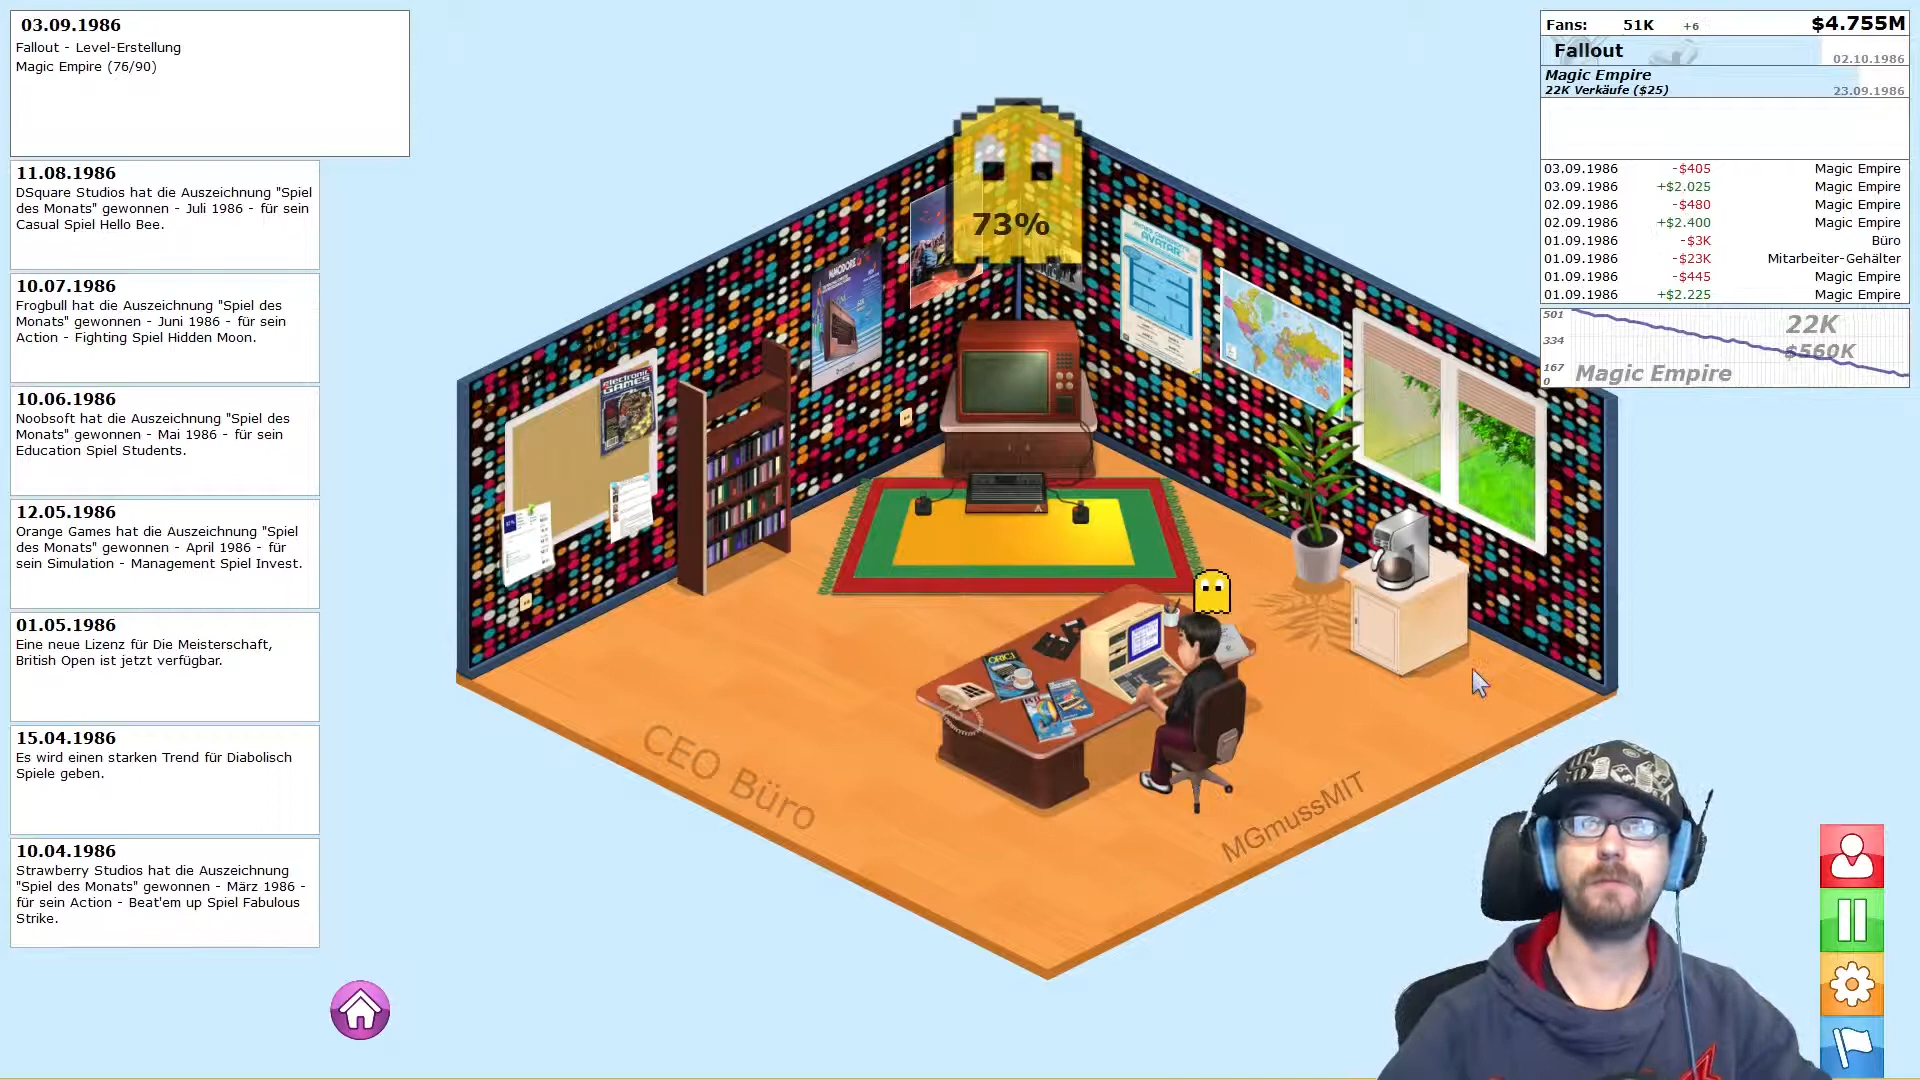 03.09.1986
Fallout - Level-Erstellung
Magic Empire (76/90)
11.08.1986
DSquare Studios hat die Auszeichnung "Spiel
des Monats" gewonnen - Juli 1986 - für sein
Casual Spiel Hello Bee.
10.07.1986
Frogbull hat die Auszeichnung "Spiel des
Monats" gewonnen - Juni 1986 - für sein
Action - Fighting Spiel Hidden Moon.
10.06.1986
Noobsoft hat die Auszeichnung "Spiel des
Monats" gewonnen - Mai 1986 - für sein
Education Spiel Students.
12.05.1986
Orange Games hat die Auszeichnung "Spiel
des Monats" gewonnen - April 1986 - für
sein Simulation - Management Spiel Invest.
01.05.1986
Eine neue Lizenz für Die Meisterschaft,
British Open ist jetzt verfügbar.
15.04.1986
Es wird einen starken Trend für Diabolisch
Spiele geben.
10.04.1986
Strawberry Studios hat die Auszeichnung
"Spiel des Monats" gewonnen - März 1986 -
für sein Action - Beat'em up Spiel Fabulous
Strike.
73%
AVATAR
electronic
GAMES
ORIC-1
CEO Büro
MGmussMIT
Fans: 51K +6 $4.755M
Fallout 02.10.1986
Magic Empire
22K Verkäufe ($25) 23.09.1986
03.09.1986 -$405 Magic Empire
03.09.1986 +$2.025 Magic Empire
02.09.1986 -$480 Magic Empire
02.09.1986 +$2.400 Magic Empire
01.09.1986 -$3K Büro
01.09.1986 -$23K Mitarbeiter-Gehälter
01.09.1986 -$445 Magic Empire
01.09.1986 +$2.225 Magic Empire
501
334
167
0
22K
$560K
Magic Empire